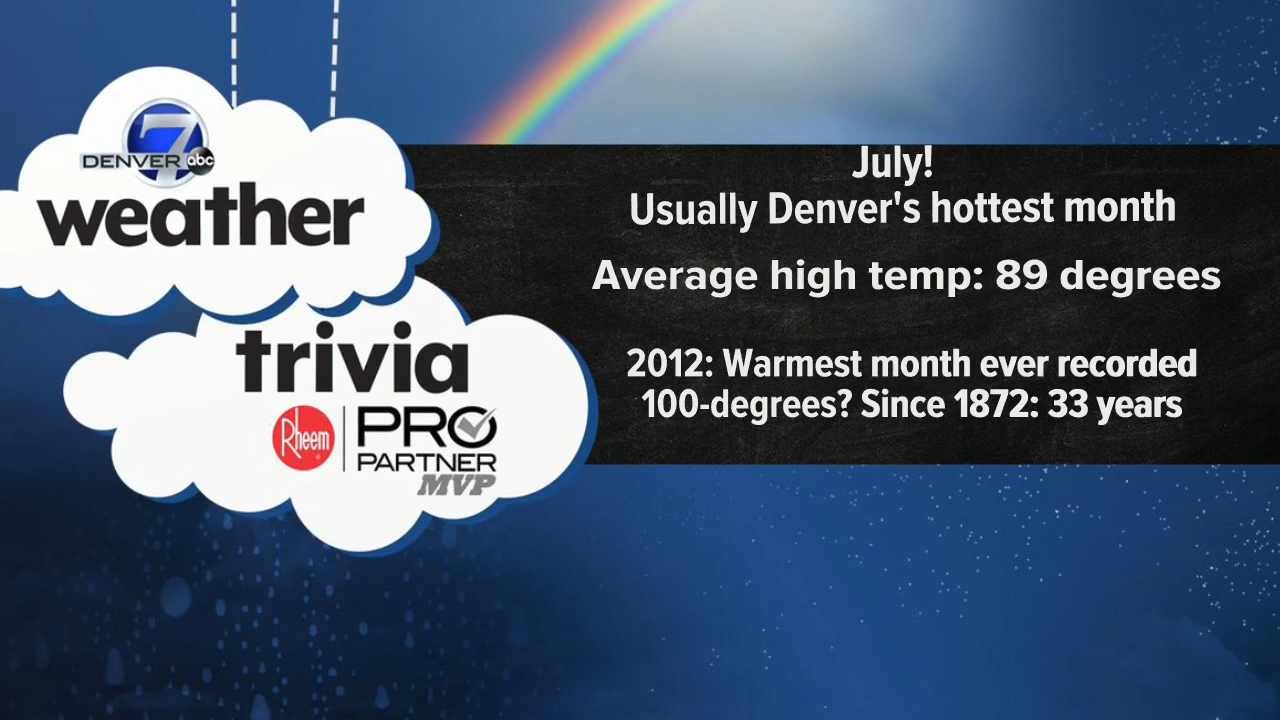 DENVER 7 abc
weather
trivia
Rheem
PRO
PARTNER
MVP
July!
Usually Denver's hottest month
Average high temp: 89 degrees
2012: Warmest month ever recorded
100-degrees? Since 1872: 33 years